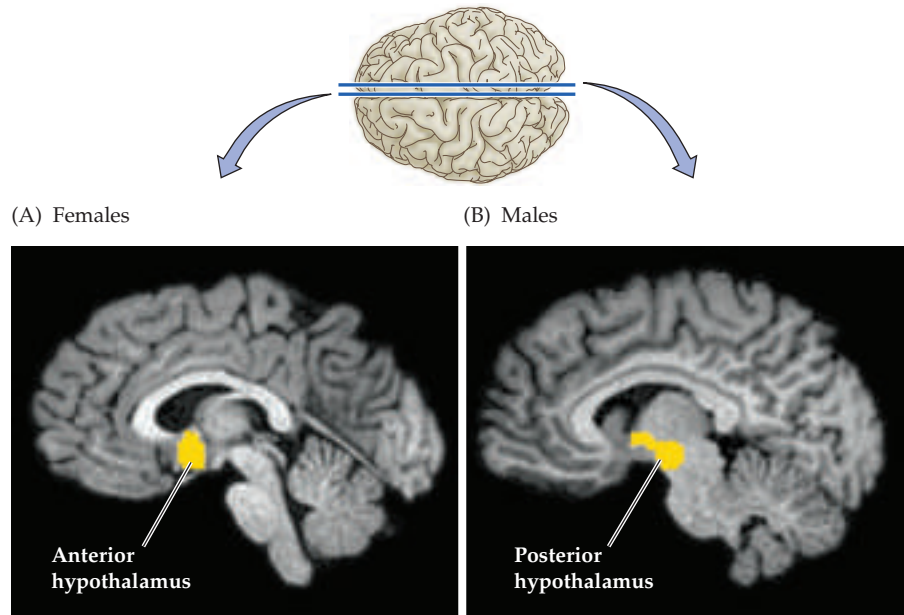 (A) Females
(B) Males
Anterior
hypothalamus
Posterior
hypothalamus